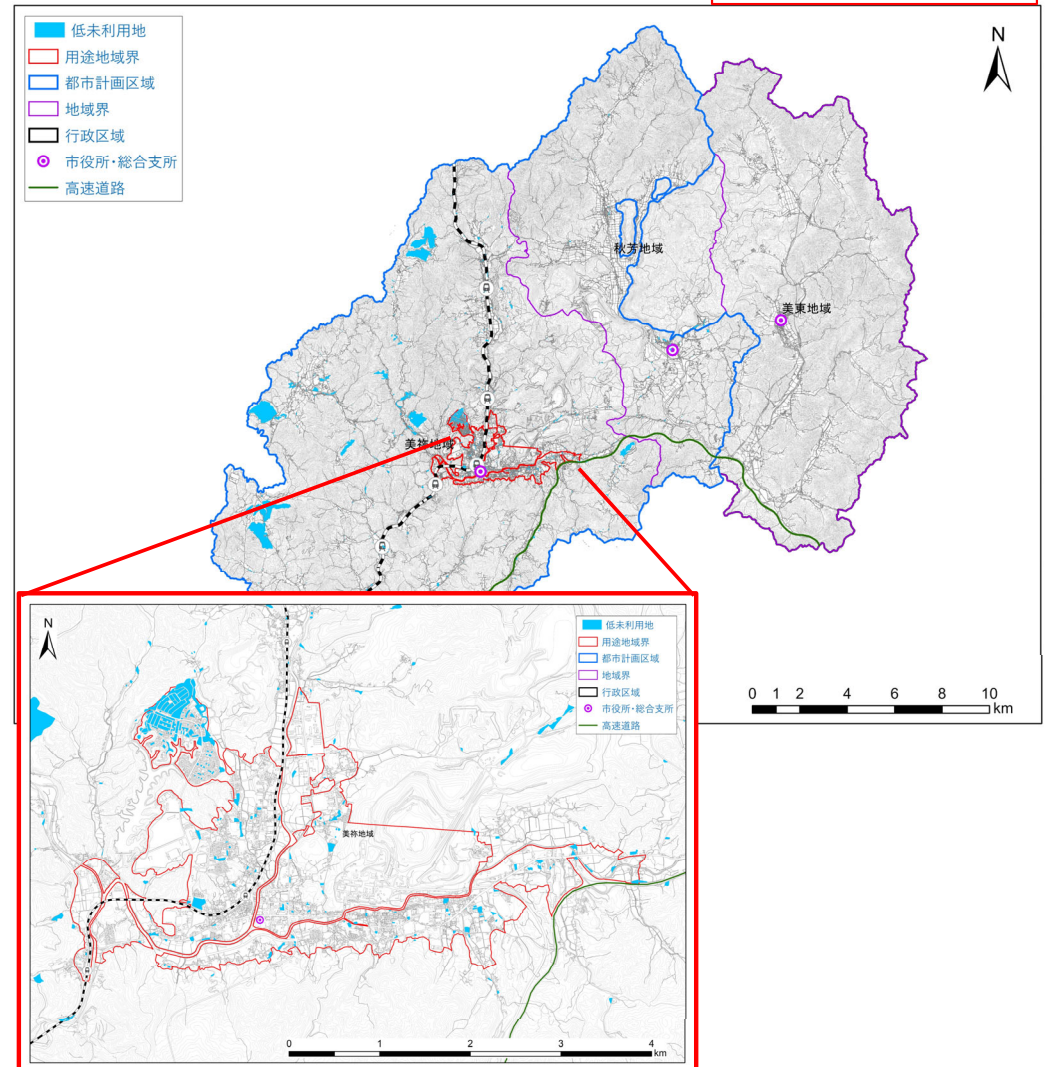 低未利用地
用途地域界
都市計画区域
地域界
行政区域
市役所・総合支所
高速道路
N
秋芳地域
美東地域
美祢地域
0 1 2 4 6 8 10
km
N
低未利用地
用途地域界
都市計画区域
地域界
行政区域
市役所・総合支所
高速道路
美祢地域
0 1 2 3 4
km